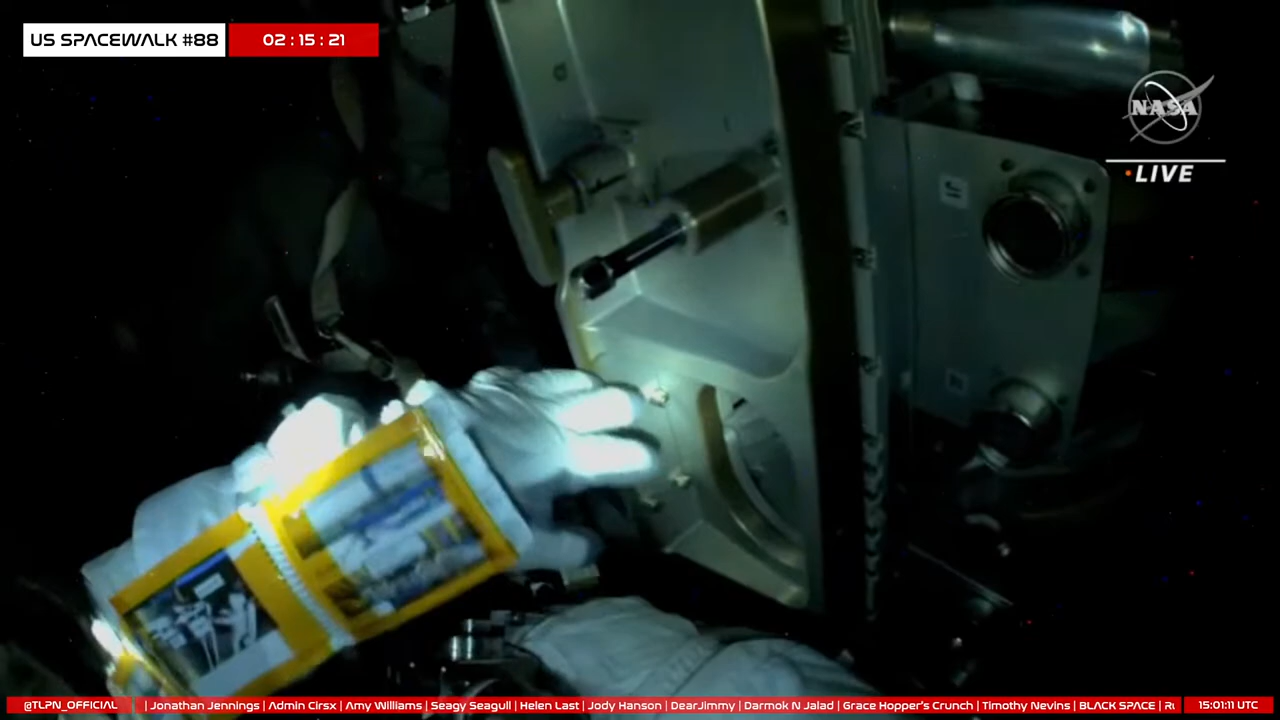 US SPACEWALK #88
02:15:21
NASA
LIVE
@TLPN_OFFICIAL
| Jonathan Jennings | Admin Cirsx | Amy Williams | Seagy Seagull | Helen Last | Jody Hanson | DearJimmy | Darmok N Jalad | Grace Hopper's Crunch | Timothy Nevins | BLACK SPACE |
15:01:11 UTC